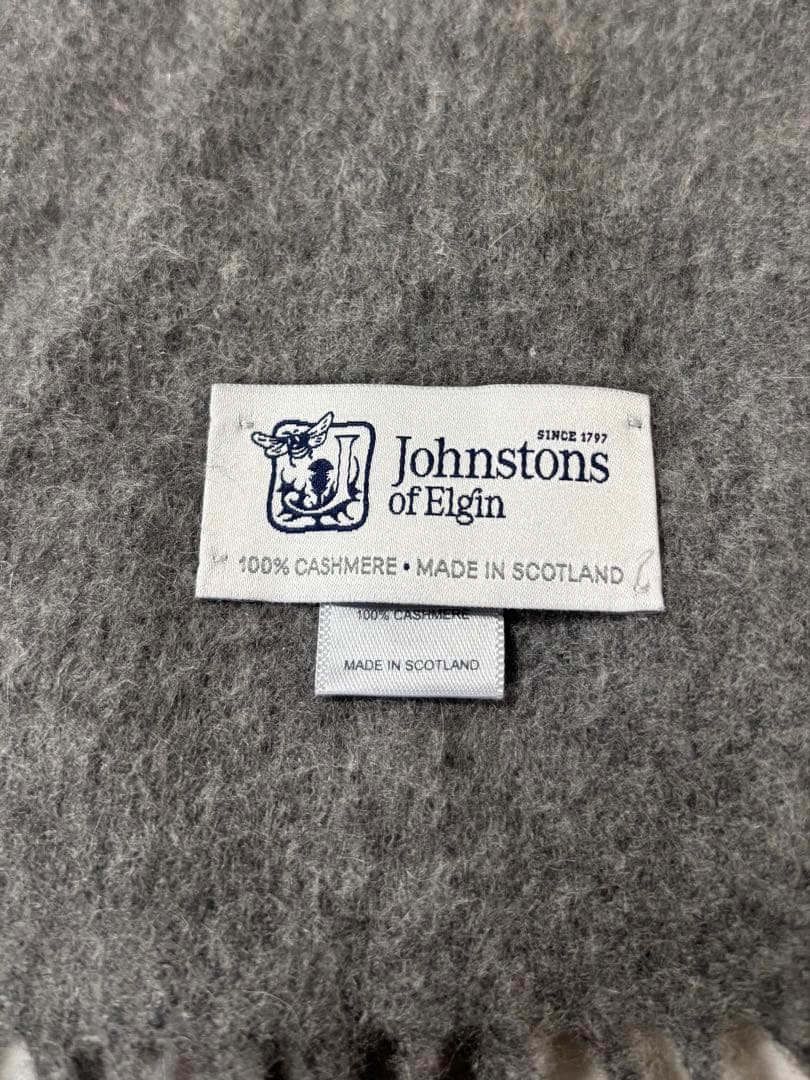 SINCE 1797
Johnstons
of Elgin
100% CASHMERE • MADE IN SCOTLAND
100% CASHMERE
MADE IN SCOTLAND